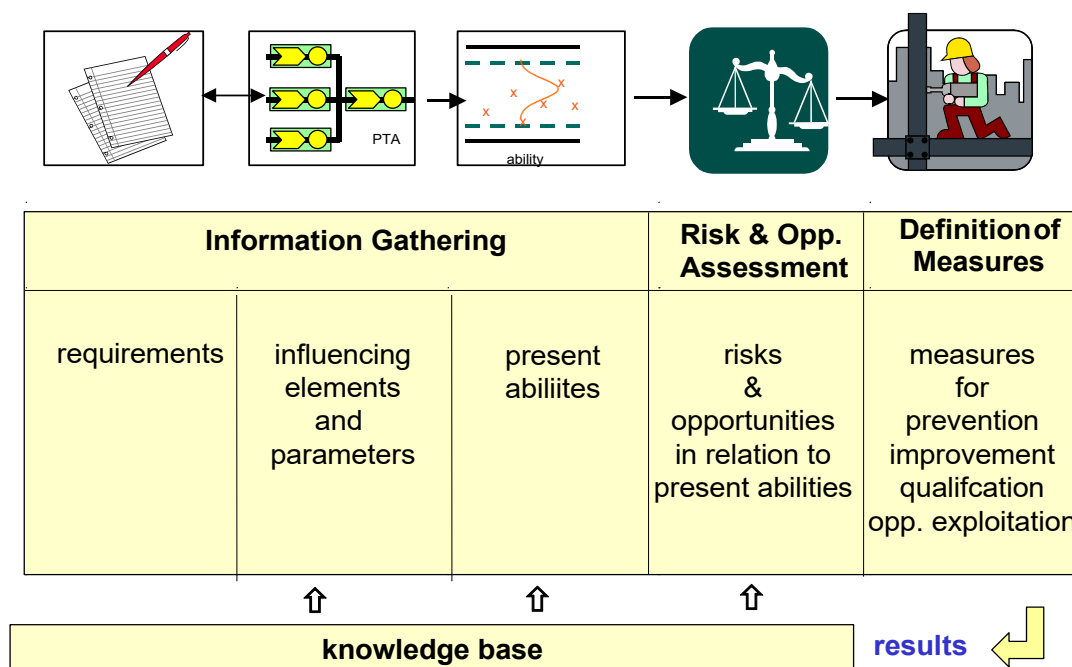 PTA
ability
x
x
x
x
x
x
Information Gathering
Risk & Opp.
Assessment
Definition of
Measures
requirements
influencing
elements
and
parameters
present
abiliites
risks
&
opportunities
in relation to
present abilities
measures
for
prevention
improvement
qualifcation
opp. exploitation
knowledge base
results